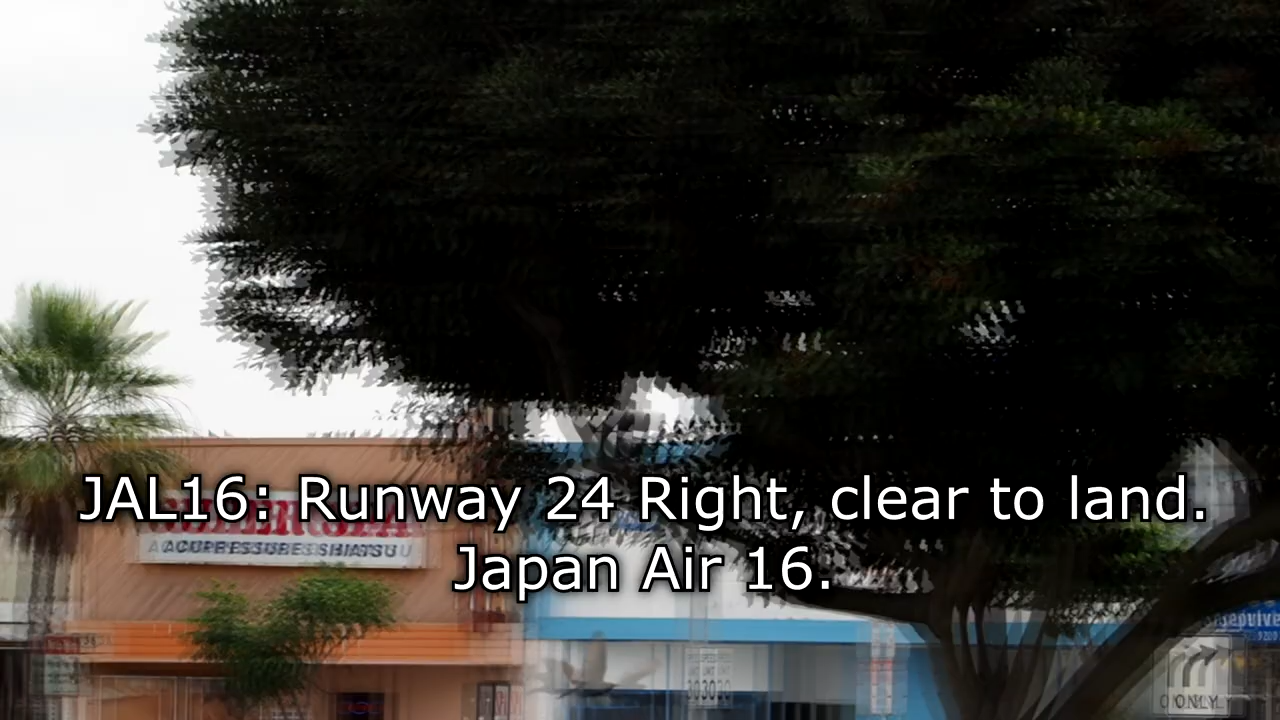 JAL16: Runway 24 Right, clear to land.
Japan Air 16.
ACUPRESSURE SHIATSU
ONLY